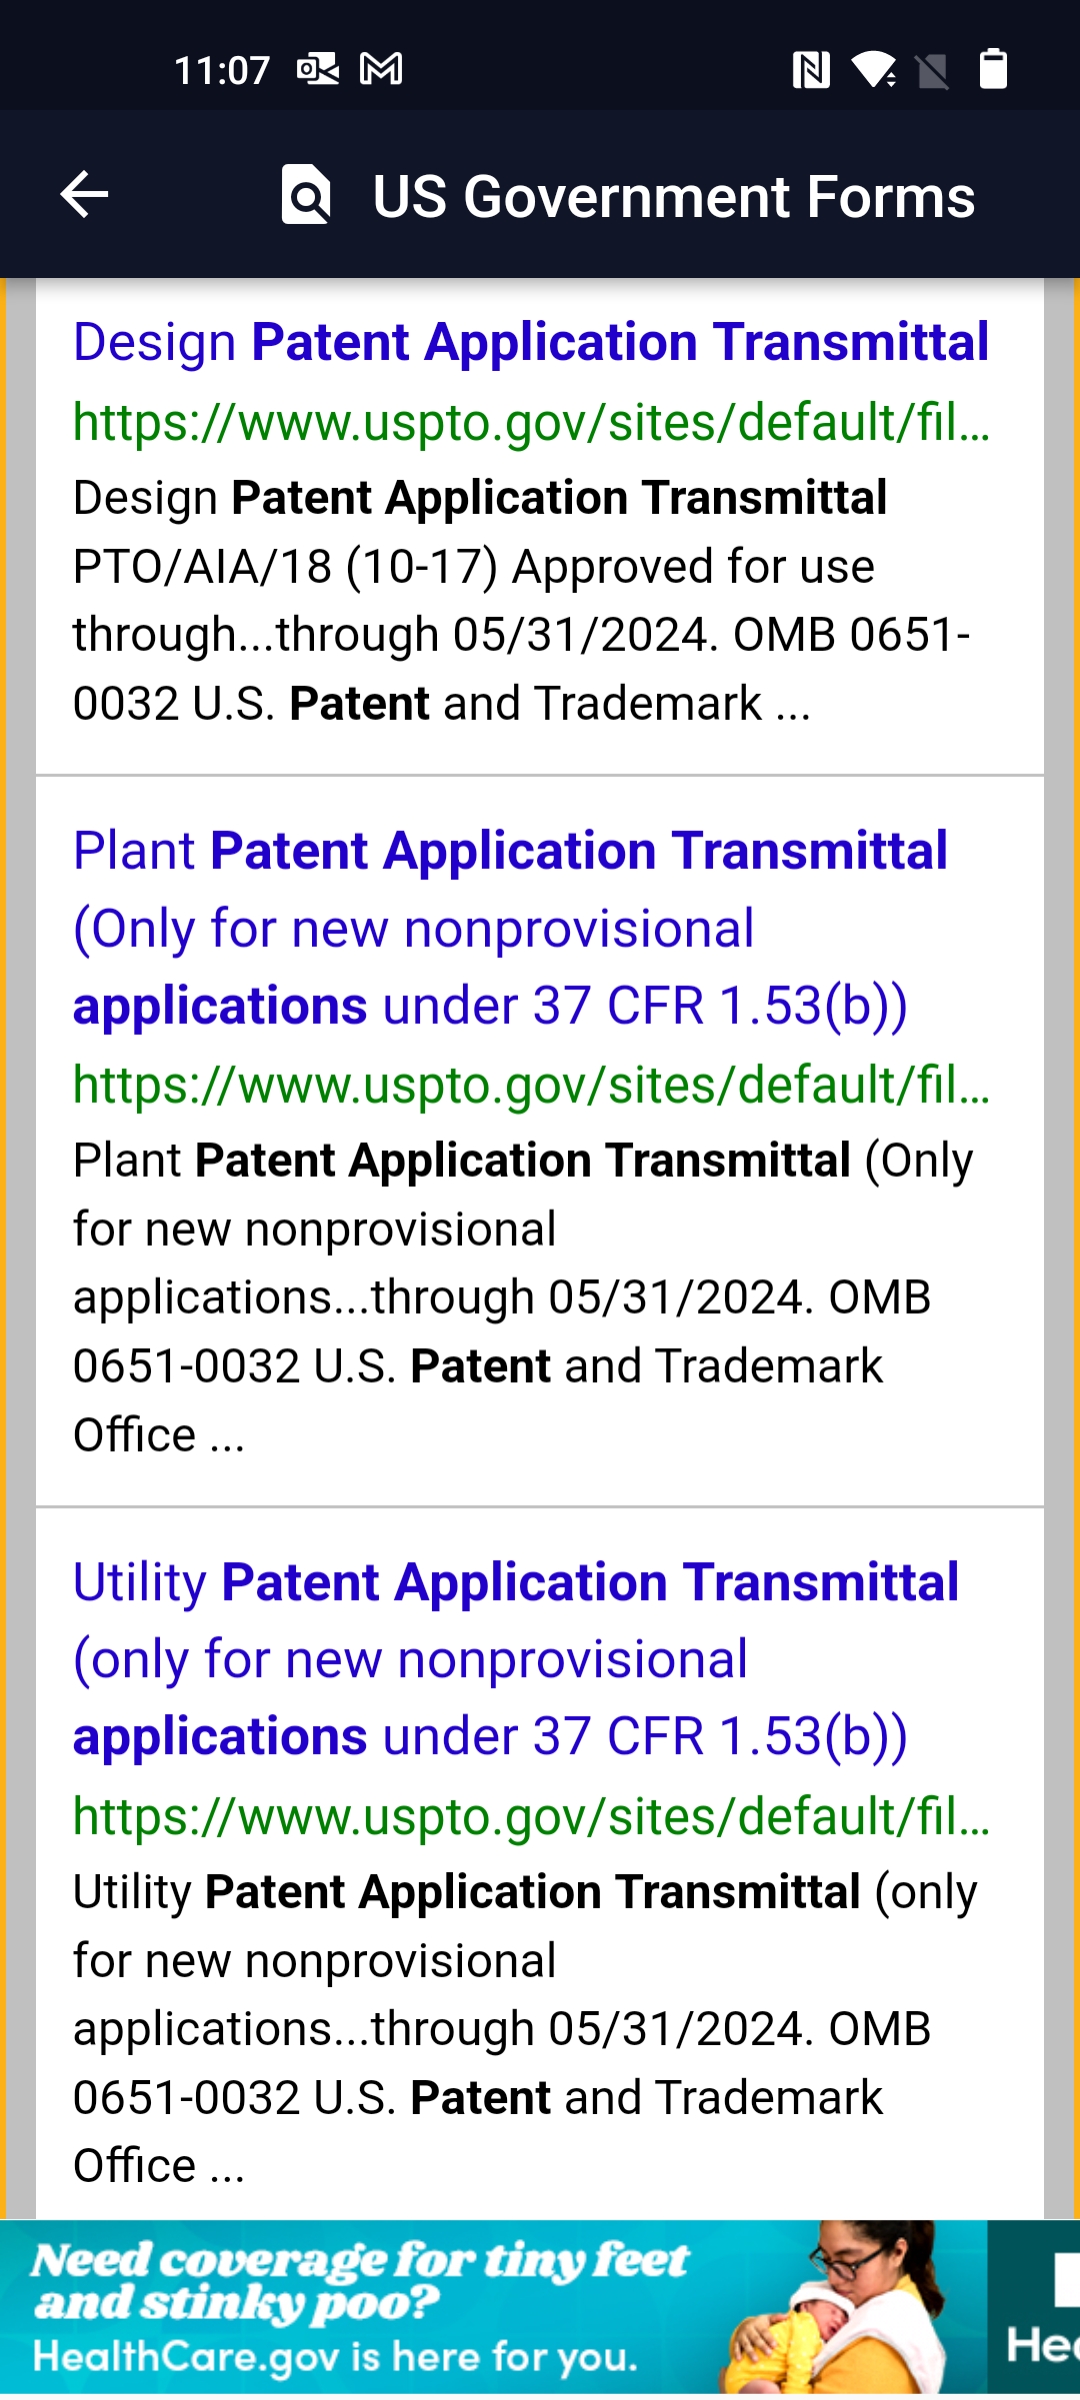 11:07
US Government Forms
Design Patent Application Transmittal
https://www.uspto.gov/sites/default/fil...
Design Patent Application Transmittal
PTO/AIA/18 (10-17) Approved for use
through...through 05/31/2024. OMB 0651-
0032 U.S. Patent and Trademark ...
Plant Patent Application Transmittal
(Only for new nonprovisional
applications under 37 CFR 1.53(b))
https://www.uspto.gov/sites/default/fil...
Plant Patent Application Transmittal (Only
for new nonprovisional
applications...through 05/31/2024. OMB
0651-0032 U.S. Patent and Trademark
Office ...
Utility Patent Application Transmittal
(only for new nonprovisional
applications under 37 CFR 1.53(b))
https://www.uspto.gov/sites/default/fil...
Utility Patent Application Transmittal (only
for new nonprovisional
applications...through 05/31/2024. OMB
0651-0032 U.S. Patent and Trademark
Office ...
Need coverage for tiny feet
and stinky poo?
HealthCare.gov is here for you.